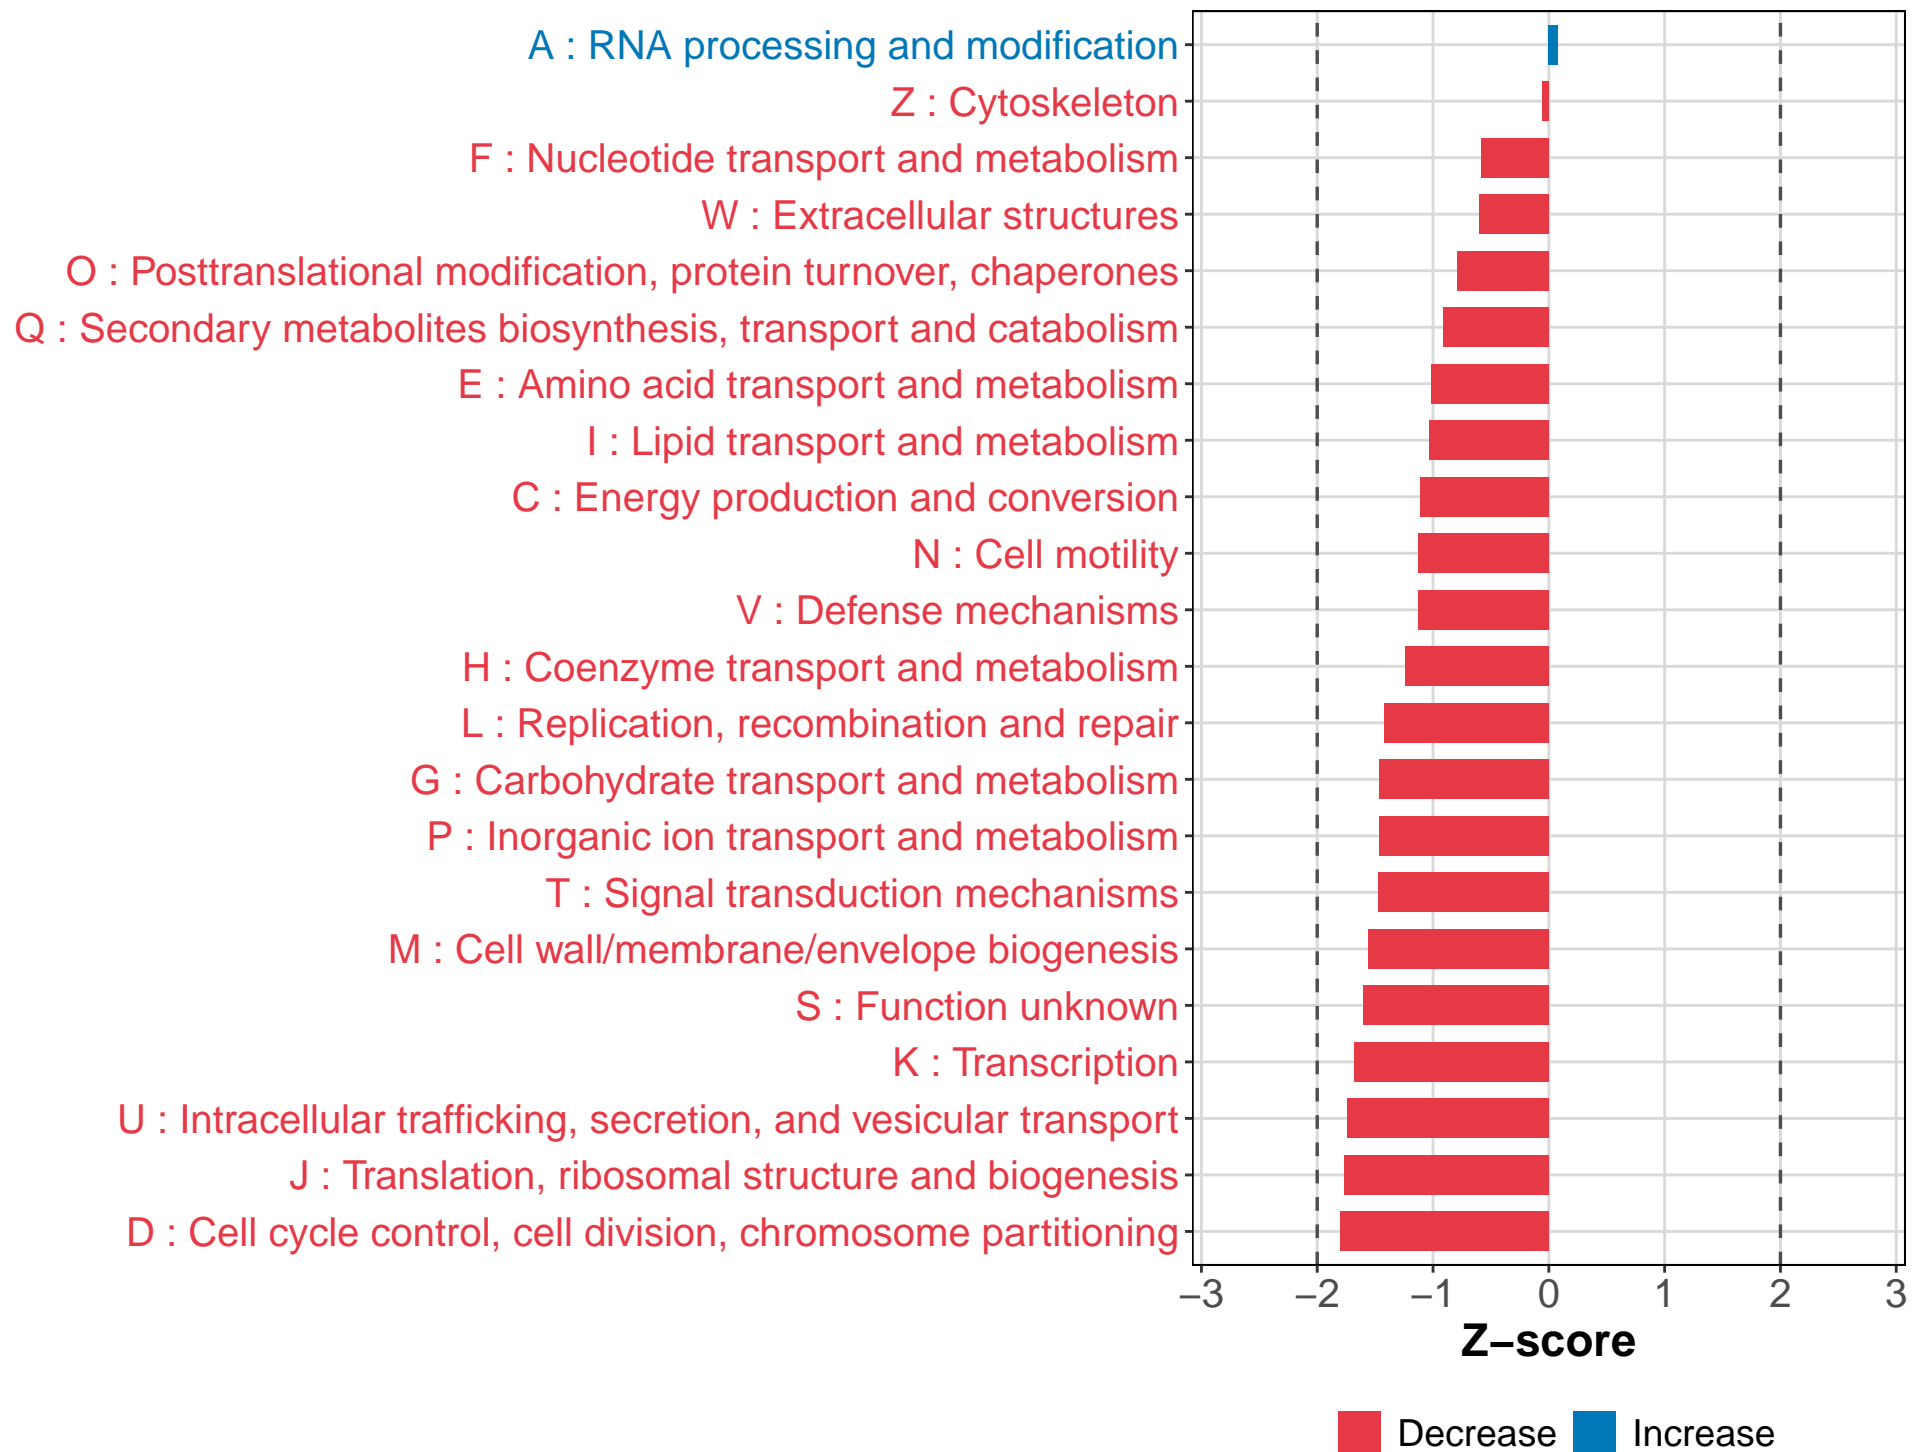 A : RNA processing and modification
Z : Cytoskeleton
F : Nucleotide transport and metabolism
W : Extracellular structures
O : Posttranslational modification, protein turnover, chaperones
Q : Secondary metabolites biosynthesis, transport and catabolism
E : Amino acid transport and metabolism
I : Lipid transport and metabolism
C : Energy production and conversion
N : Cell motility
V : Defense mechanisms
H : Coenzyme transport and metabolism
L : Replication, recombination and repair
G : Carbohydrate transport and metabolism
P : Inorganic ion transport and metabolism
T : Signal transduction mechanisms
M : Cell wall/membrane/envelope biogenesis
S : Function unknown
K : Transcription
U : Intracellular trafficking, secretion, and vesicular transport
J : Translation, ribosomal structure and biogenesis
D : Cell cycle control, cell division, chromosome partitioning
−3 −2 −1 0 1 2 3
Z−score
Decrease Increase